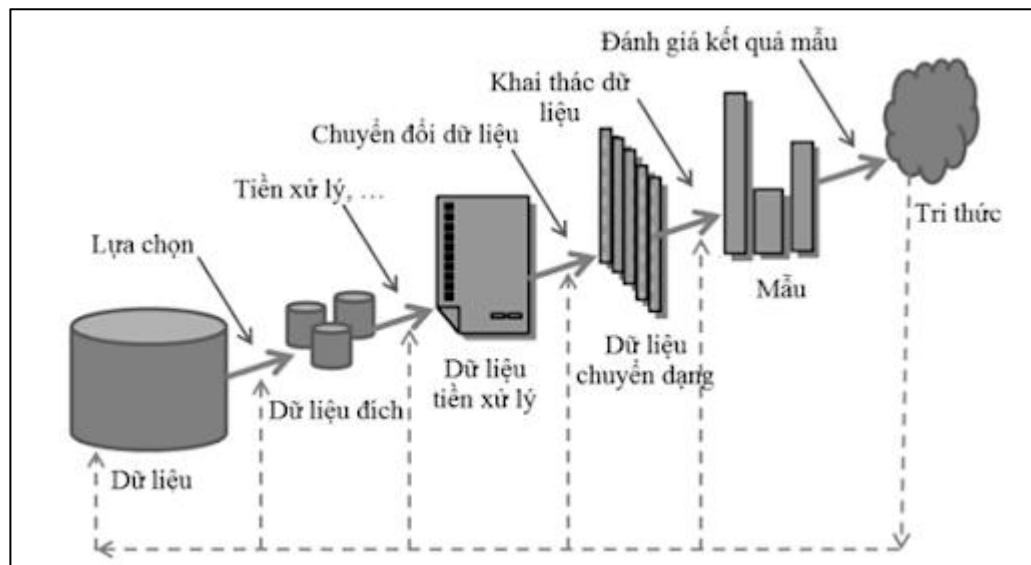 Đánh giá kết quả mẫu
Khai thác dữ
liệu
Chuyển đổi dữ liệu
Tiền xử lý, …
Lựa chọn
Tri thức
Mẫu
Dữ liệu
chuyển dạng
Dữ liệu
tiền xử lý
Dữ liệu đích
Dữ liệu